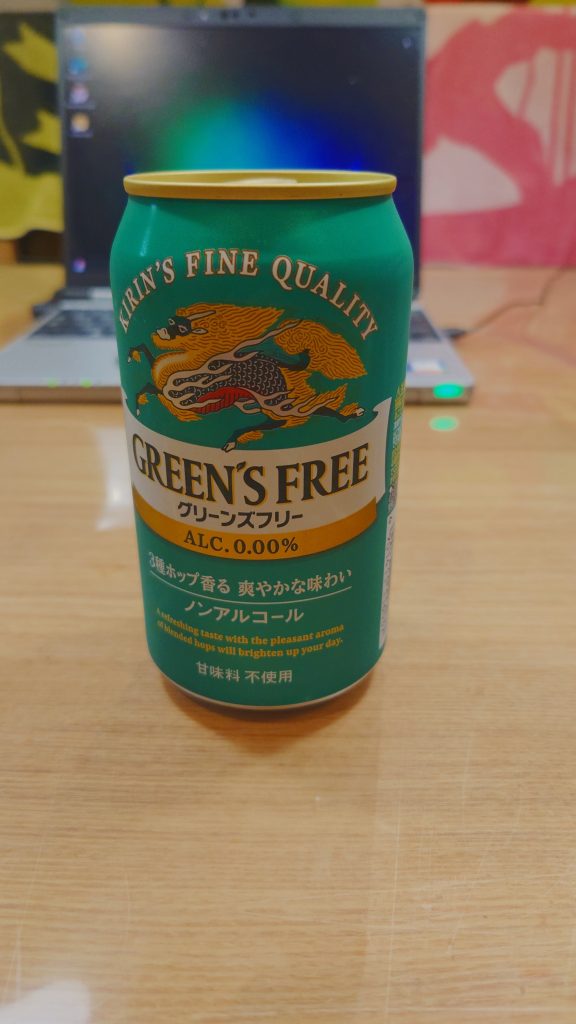 KIRIN'S FINE QUALITY
GREEN'S FREE
グリーンズフリー
ALC. 0.00%
3種ホップ香る 爽やかな味わい
ノンアルコール
A refreshing taste with the pleasant aroma
of blended hops will brighten up your day.
甘味料 不使用